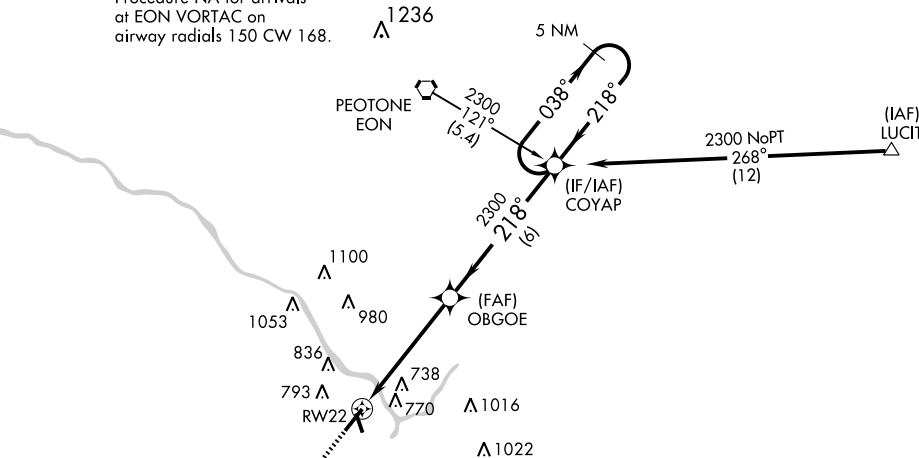 Procedure NA for arrivals
at EON VORTAC on
airway radials 150 CW 168.
1236
5 NM
PEOTONE
EON
2300
121°
(5.4)
038°
218°
(IAF)
LUCIT
2300 NoPT
268°
(12)
(IF/IAF)
COYAP
2300
218°
(6)
1100
1053
980
(FAF)
OBGOE
836
793
738
770
RW22
1016
1022